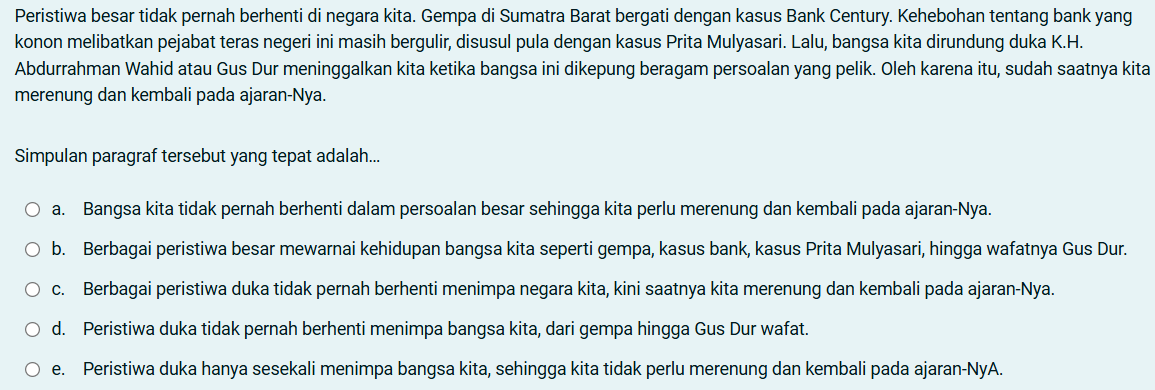 Peristiwa besar tidak pernah berhenti di negara kita. Gempa di Sumatra Barat bergati dengan kasus Bank Century. Kehebohan tentang bank yang
konon melibatkan pejabat teras negeri ini masih bergulir, disusul pula dengan kasus Prita Mulyasari. Lalu, bangsa kita dirundung duka K.H.
Abdurrahman Wahid atau Gus Dur meninggalkan kita ketika bangsa ini dikepung beragam persoalan yang pelik. Oleh karena itu, sudah saatnya kita
merenung dan kembali pada ajaran-Nya.
Simpulan paragraf tersebut yang tepat adalah...
a. Bangsa kita tidak pernah berhenti dalam persoalan besar sehingga kita perlu merenung dan kembali pada ajaran-Nya.
b. Berbagai peristiwa besar mewarnai kehidupan bangsa kita seperti gempa, kasus bank, kasus Prita Mulyasari, hingga wafatnya Gus Dur.
c. Berbagai peristiwa duka tidak pernah berhenti menimpa negara kita, kini saatnya kita merenung dan kembali pada ajaran-Nya.
d. Peristiwa duka tidak pernah berhenti menimpa bangsa kita, dari gempa hingga Gus Dur wafat.
e. Peristiwa duka hanya sesekali menimpa bangsa kita, sehingga kita tidak perlu merenung dan kembali pada ajaran-NyA.